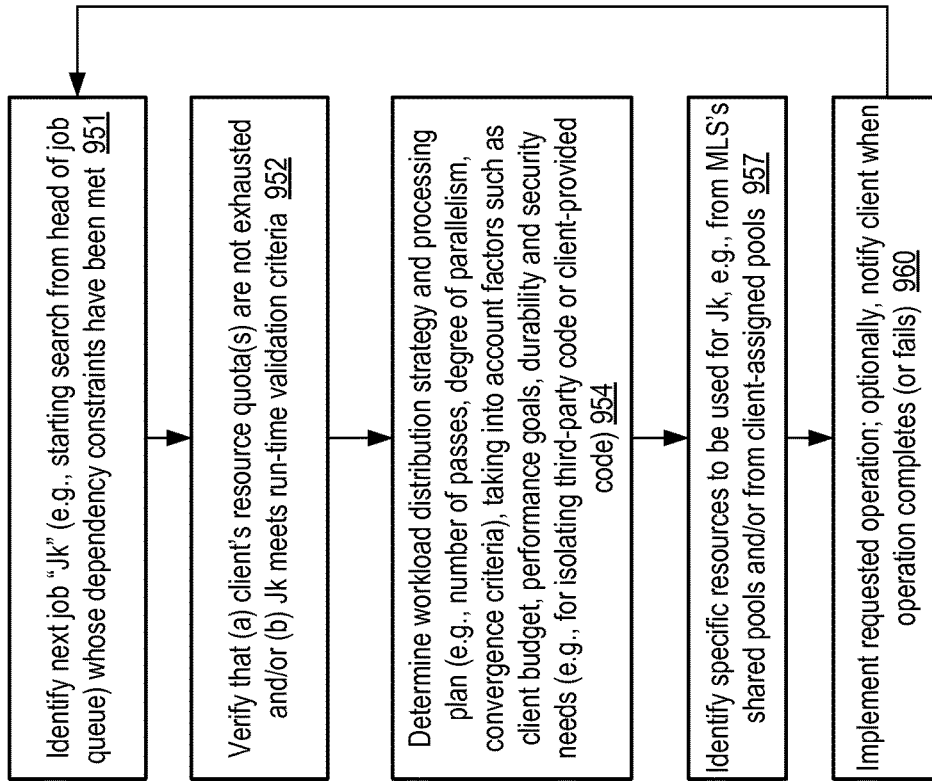 Identify next job “Jk” (e.g., starting search from head of job
queue) whose dependency constraints have been met 951
Verify that (a) client's resource quota(s) are not exhausted
and/or (b) Jk meets run-time validation criteria 952
Determine workload distribution strategy and processing
plan (e.g., number of passes, degree of parallelism,
convergence criteria), taking into account factors such as
client budget, performance goals, durability and security
needs (e.g., for isolating third-party code or client-provided
code) 954
Identify specific resources to be used for Jk, e.g., from MLS's
shared pools and/or from client-assigned pools 957
Implement requested operation; optionally, notify client when
operation completes (or fails) 960